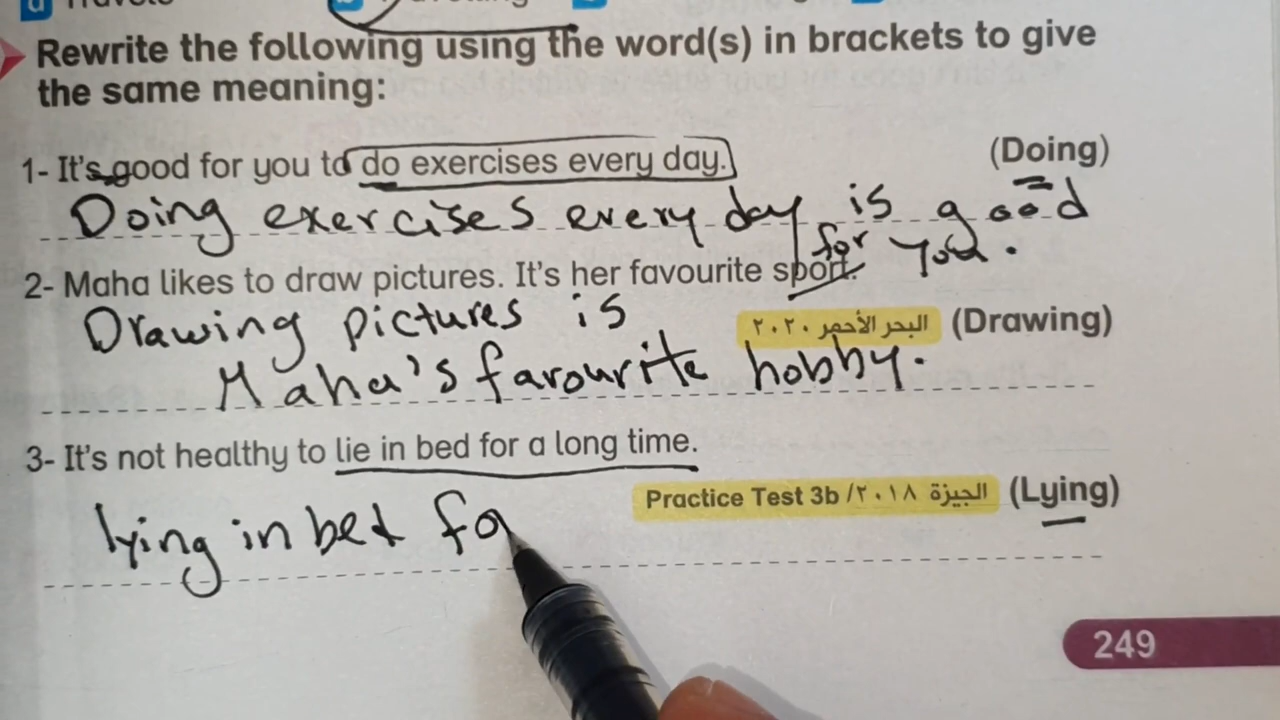 Rewrite the following using the word(s) in brackets to give
the same meaning:
1- It's good for you to do exercises every day. (Doing)
Doing exercises every day is good
for you.
2- Maha likes to draw pictures. It's her favourite sport.
Drawing pictures is
البحر الأحمر ٢٠٢٠ (Drawing)
Maha's favourite hobby.
3- It's not healthy to lie in bed for a long time.
Practice Test 3b /الجيزة ٢٠١٨ (Lying)
lying in bed fo
249